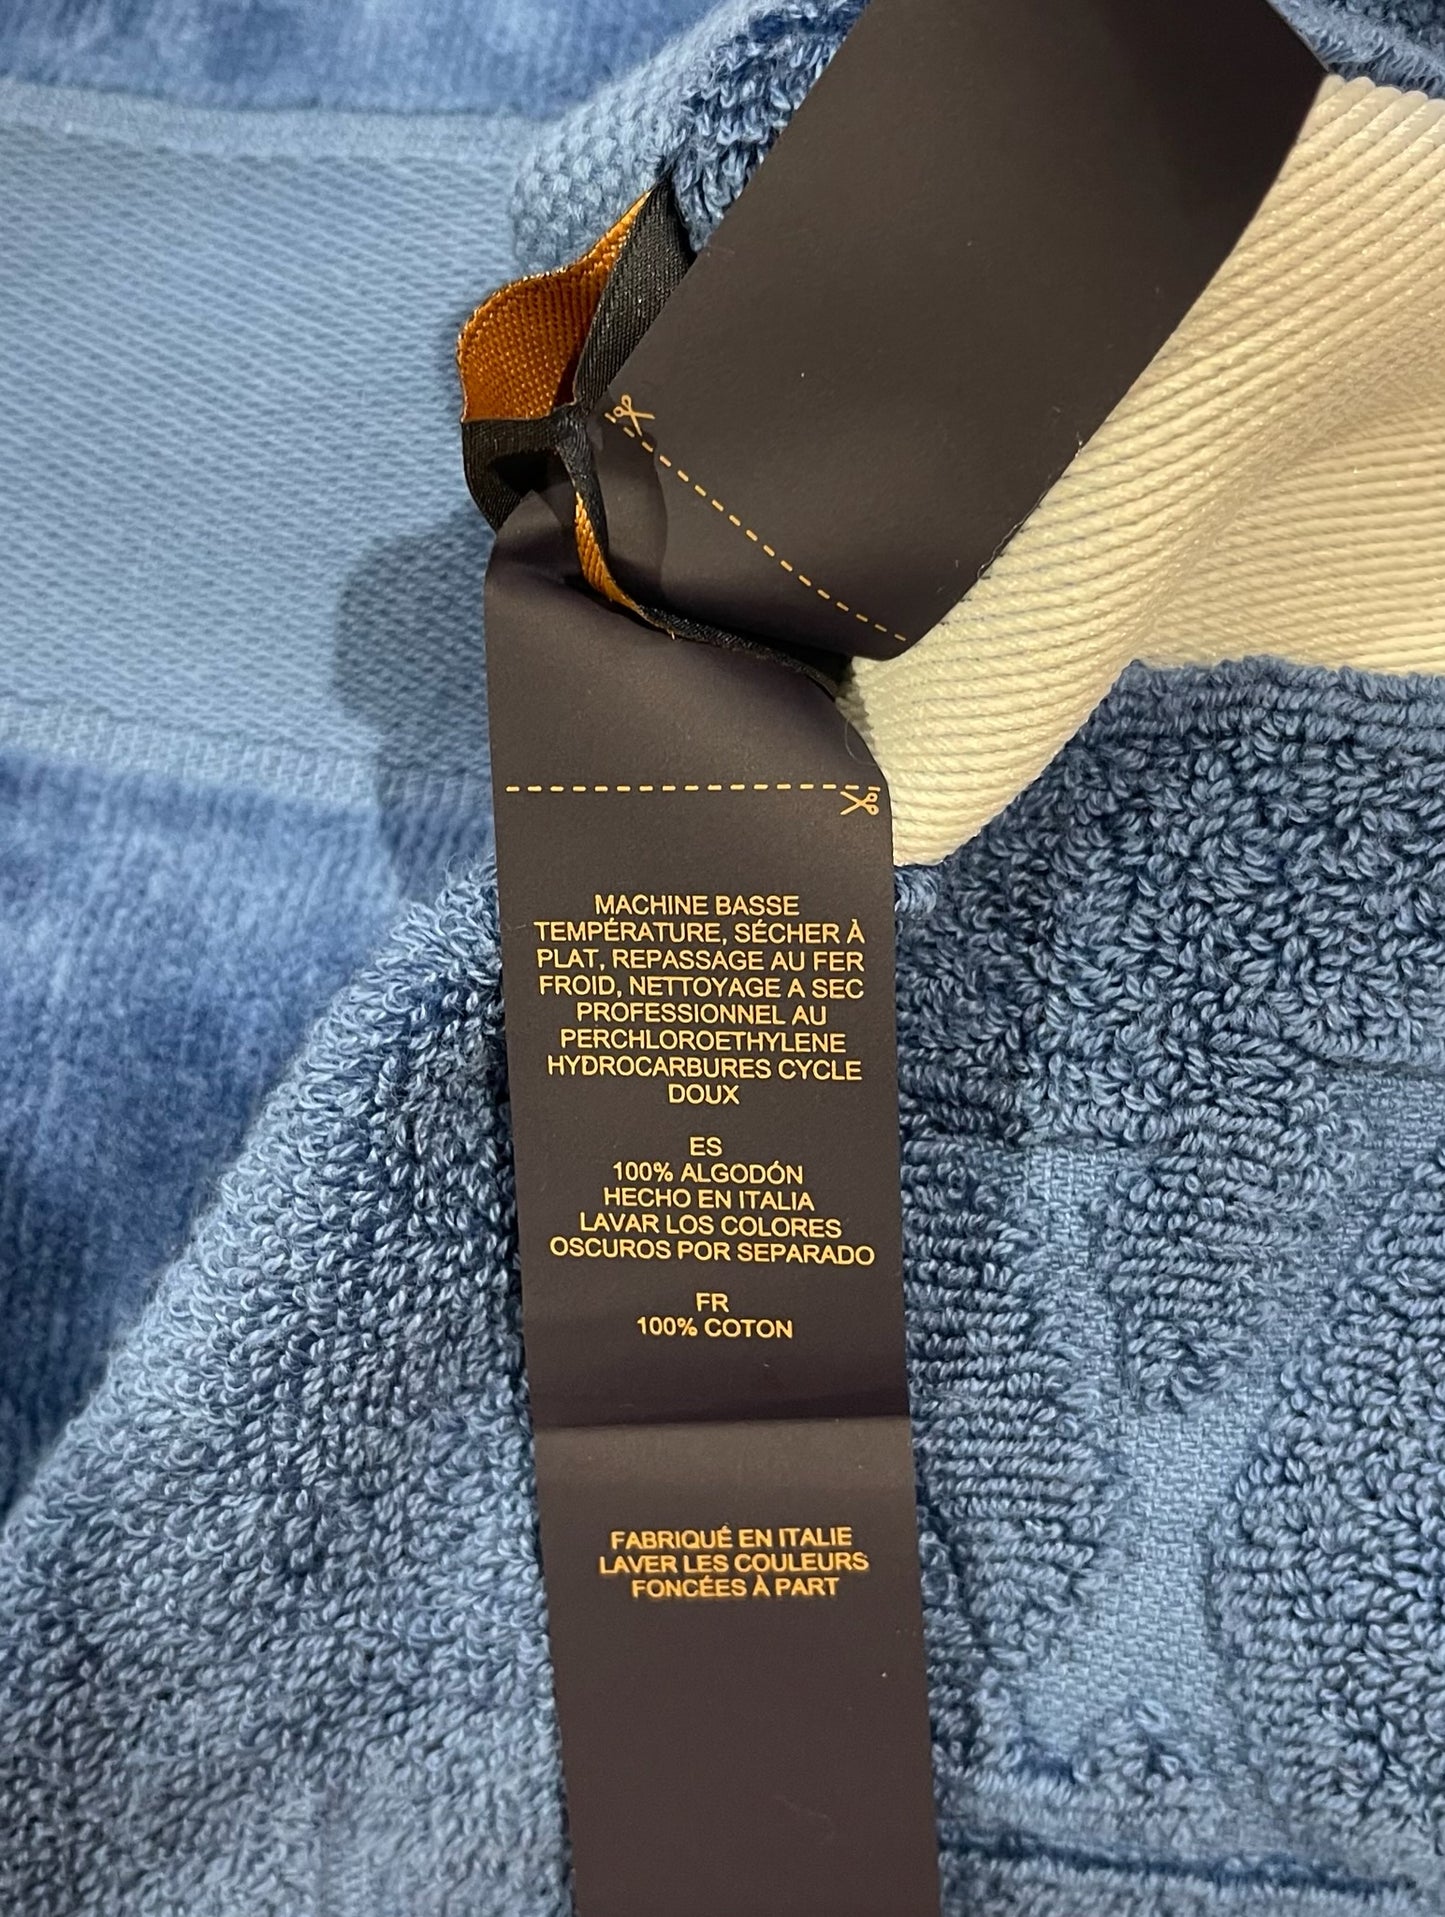 MACHINE BASSE
TEMPÉRATURE, SÉCHER À
PLAT, REPASSAGE AU FER
FROID, NETTOYAGE A SEC
PROFESSIONNEL AU
PERCHLOROETHYLENE
HYDROCARBURES CYCLE
DOUX
ES
100% ALGODÓN
HECHO EN ITALIA
LAVAR LOS COLORES
OSCUROS POR SEPARADO
FR
100% COTON
FABRIQUÉ EN ITALIE
LAVER LES COULEURS
FONCÉES À PART